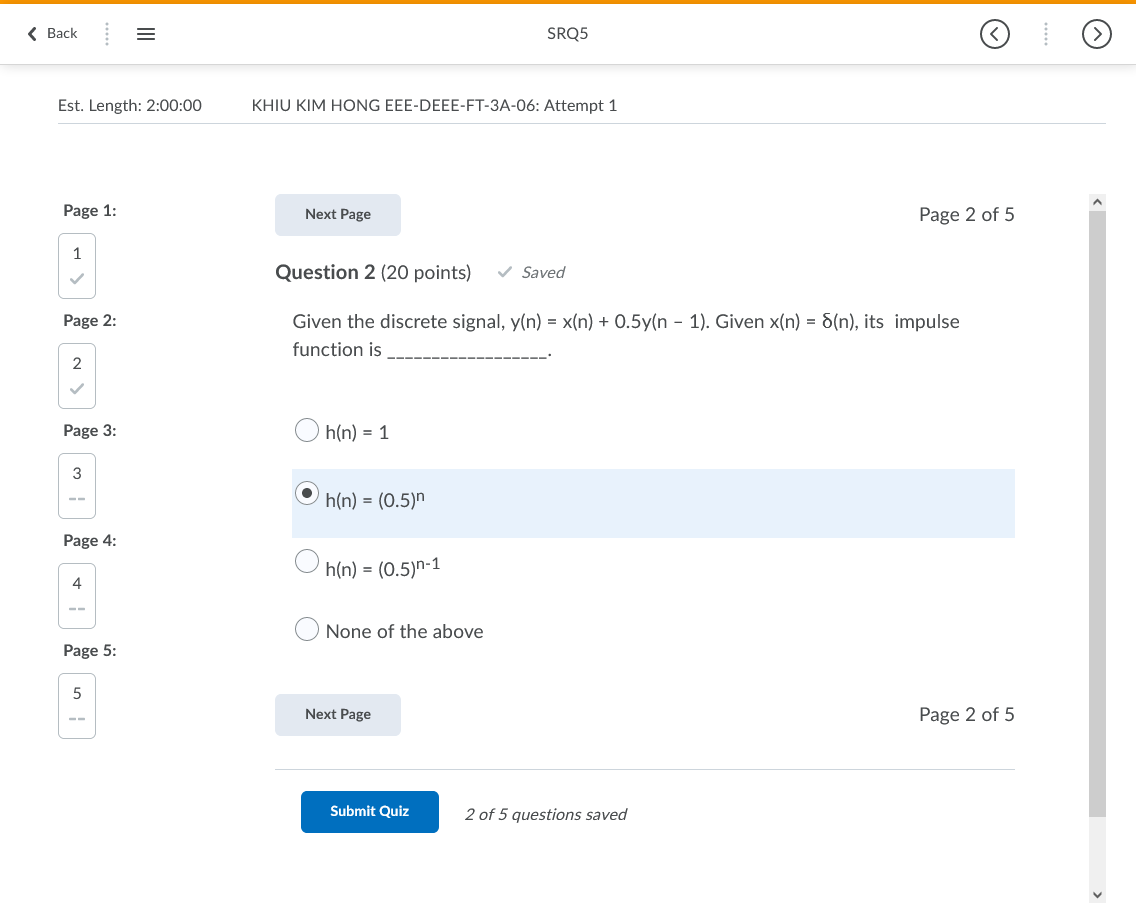 Back
SRQ5
Est. Length: 2:00:00 KHIU KIM HONG EEE-DEEE-FT-3A-06: Attempt 1
Page 1:
1
Page 2:
2
Page 3:
3
--
Page 4:
4
--
Page 5:
5
--
Next Page
Page 2 of 5
Question 2 (20 points) Saved
Given the discrete signal, y(n) = x(n) + 0.5y(n – 1). Given x(n) = δ(n), its impulse
function is __________________.
h(n) = 1
h(n) = (0.5)ⁿ
h(n) = (0.5)ⁿ⁻¹
None of the above
Next Page
Page 2 of 5
Submit Quiz
2 of 5 questions saved